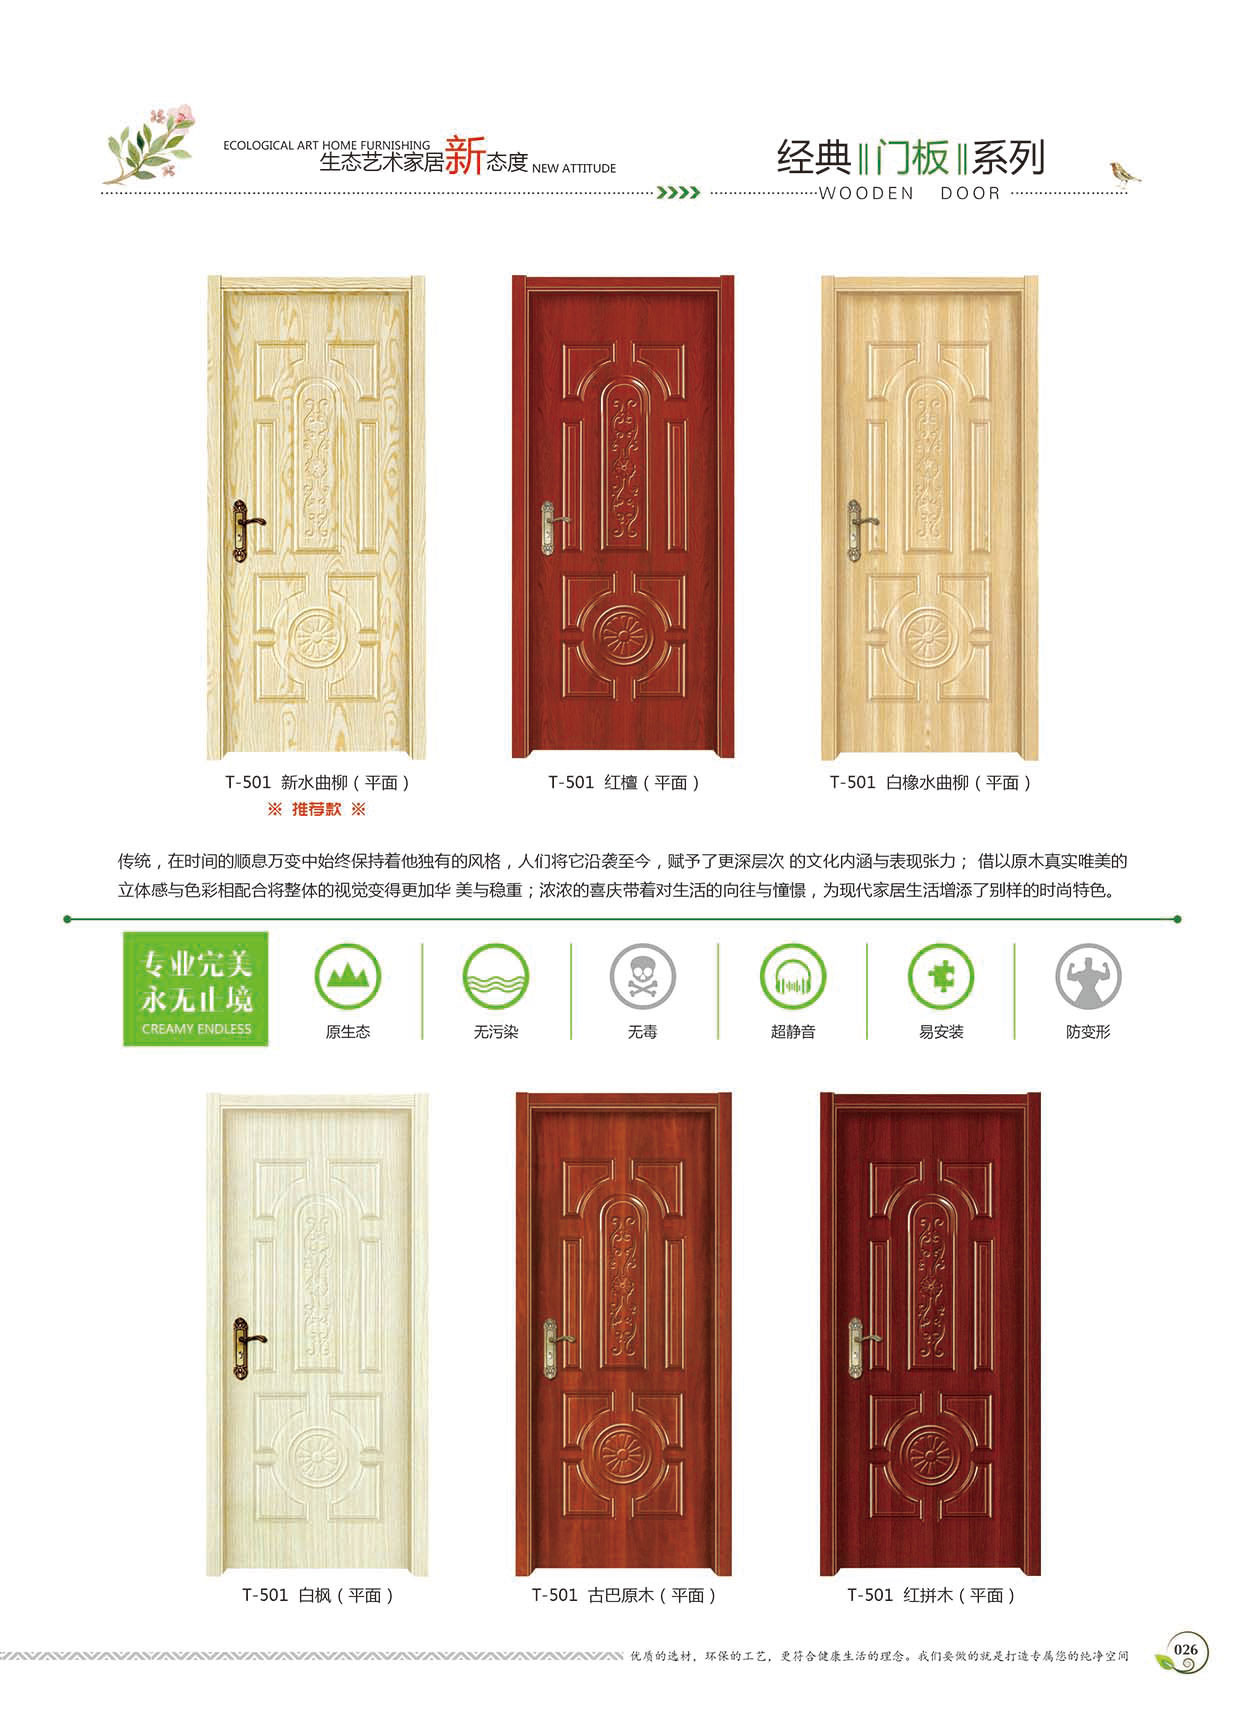 ECOLOGICAL ART HOME FURNISHING
生态艺术家居新态度 NEW ATTITUDE
经典门板系列
WOODEN DOOR
T-501 新水曲柳（平面）
※ 推荐款 ※
T-501 红檀（平面）
T-501 白橡水曲柳（平面）
传统，在时间的顺息万变中始终保持着他独有的风格，人们将它沿袭至今，赋予了更深层次 的文化内涵与表现张力； 借以原木真实唯美的
立体感与色彩相配合将整体的视觉变得更加华 美与稳重；浓浓的喜庆带着对生活的向往与憧憬，为现代家居生活增添了别样的时尚特色。
专业完美
永无止境
CREAMY ENDLESS
原生态
无污染
无毒
超静音
易安装
防变形
T-501 白枫（平面）
T-501 古巴原木（平面）
T-501 红拼木（平面）
优质的选材，环保的工艺，更符合健康生活的理念。我们要做的就是打造专属您的纯净空间
026